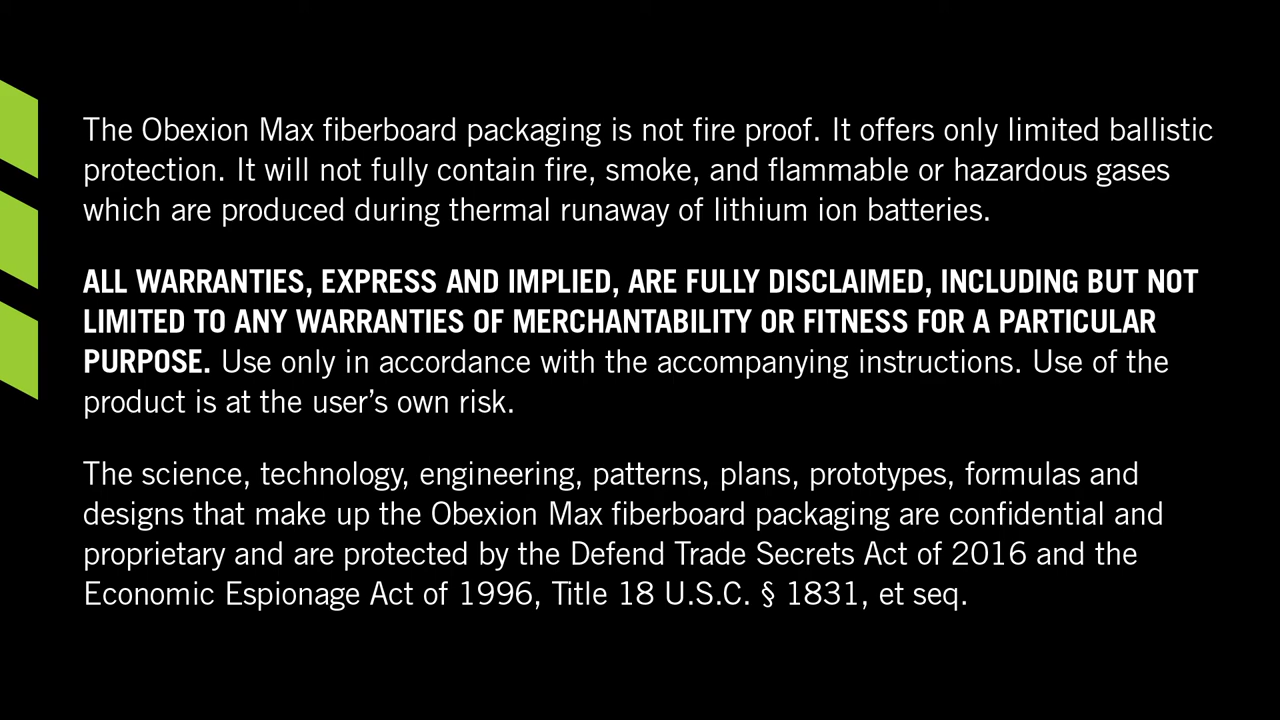 The Obexion Max fiberboard packaging is not fire proof. It offers only limited ballistic
protection. It will not fully contain fire, smoke, and flammable or hazardous gases
which are produced during thermal runaway of lithium ion batteries.
ALL WARRANTIES, EXPRESS AND IMPLIED, ARE FULLY DISCLAIMED, INCLUDING BUT NOT
LIMITED TO ANY WARRANTIES OF MERCHANTABILITY OR FITNESS FOR A PARTICULAR
PURPOSE. Use only in accordance with the accompanying instructions. Use of the
product is at the user’s own risk.
The science, technology, engineering, patterns, plans, prototypes, formulas and
designs that make up the Obexion Max fiberboard packaging are confidential and
proprietary and are protected by the Defend Trade Secrets Act of 2016 and the
Economic Espionage Act of 1996, Title 18 U.S.C. § 1831, et seq.